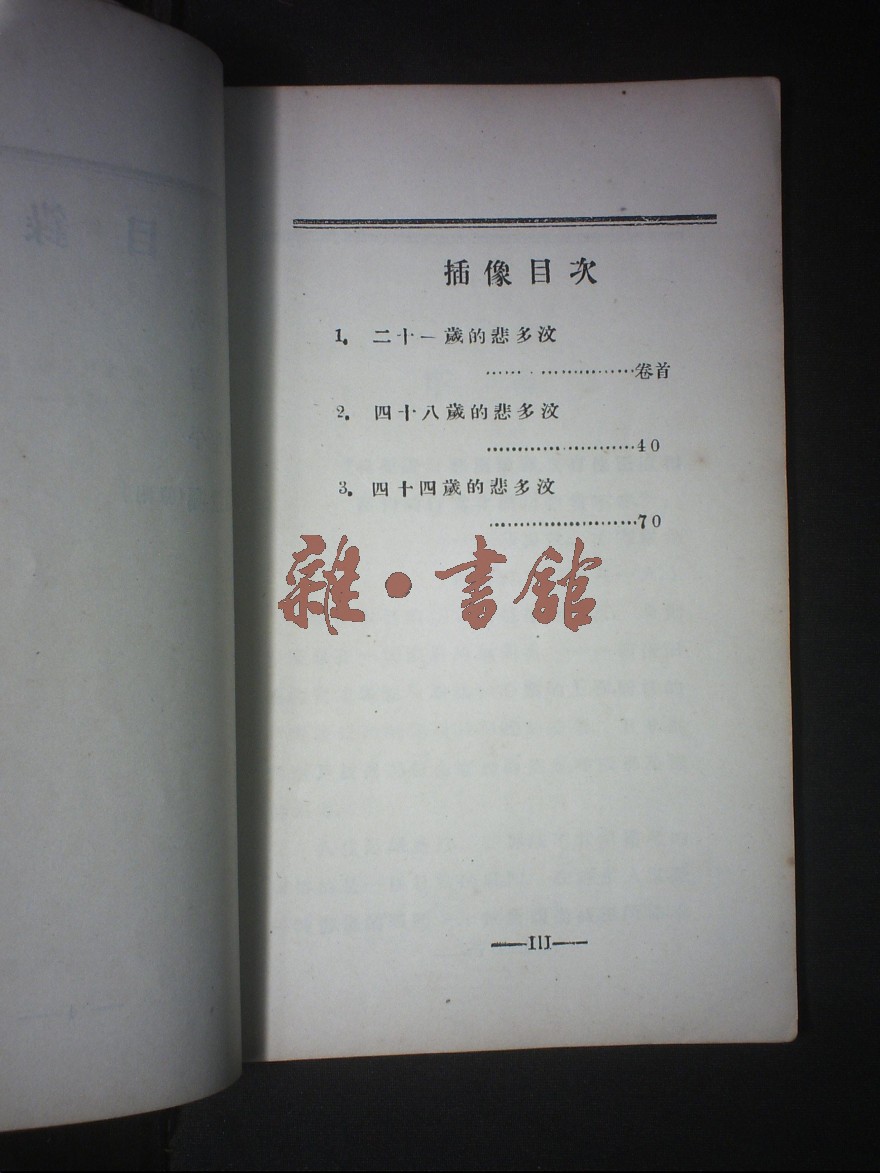 目錄
插像目次
1。 二十一歲的悲多汶
…… . ……………卷首
2。 四十八歲的悲多汶
……………………40
3。 四十四歲的悲多汶
……………………70
雜·書館
——III——